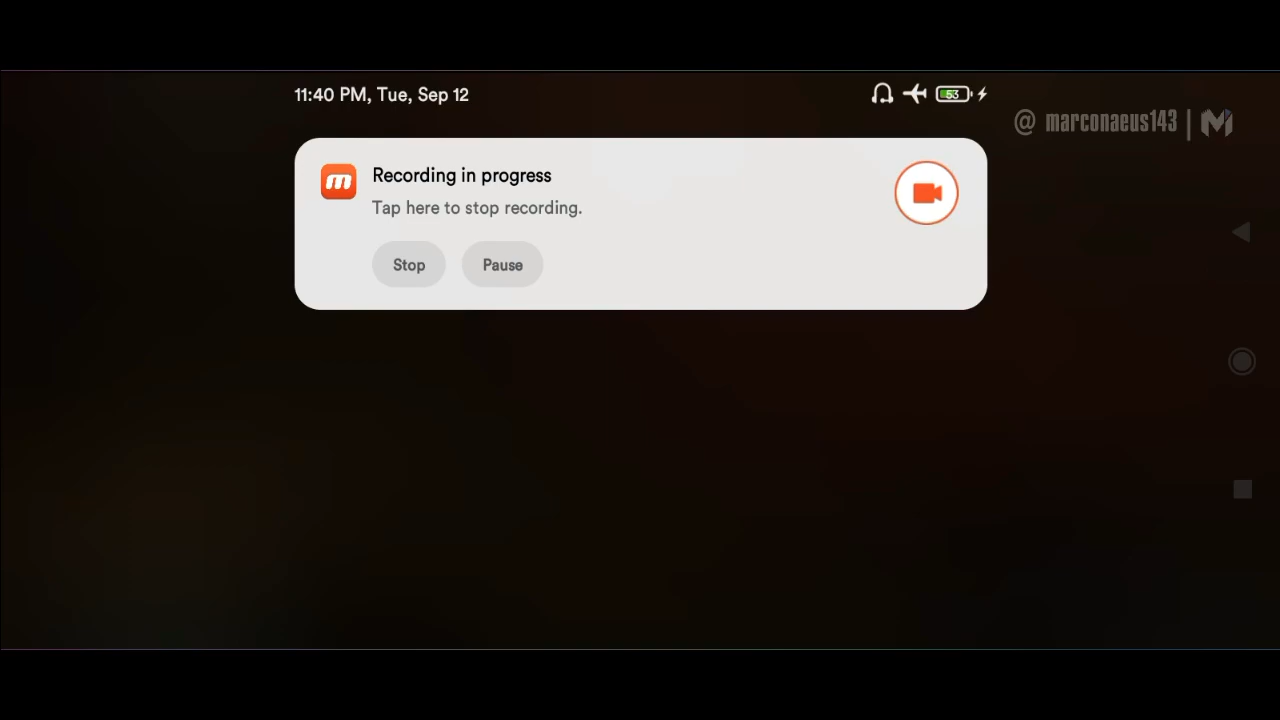 11:40 PM, Tue, Sep 12
53
@ marconaeus143 | M
m
Recording in progress
Tap here to stop recording.
Stop
Pause